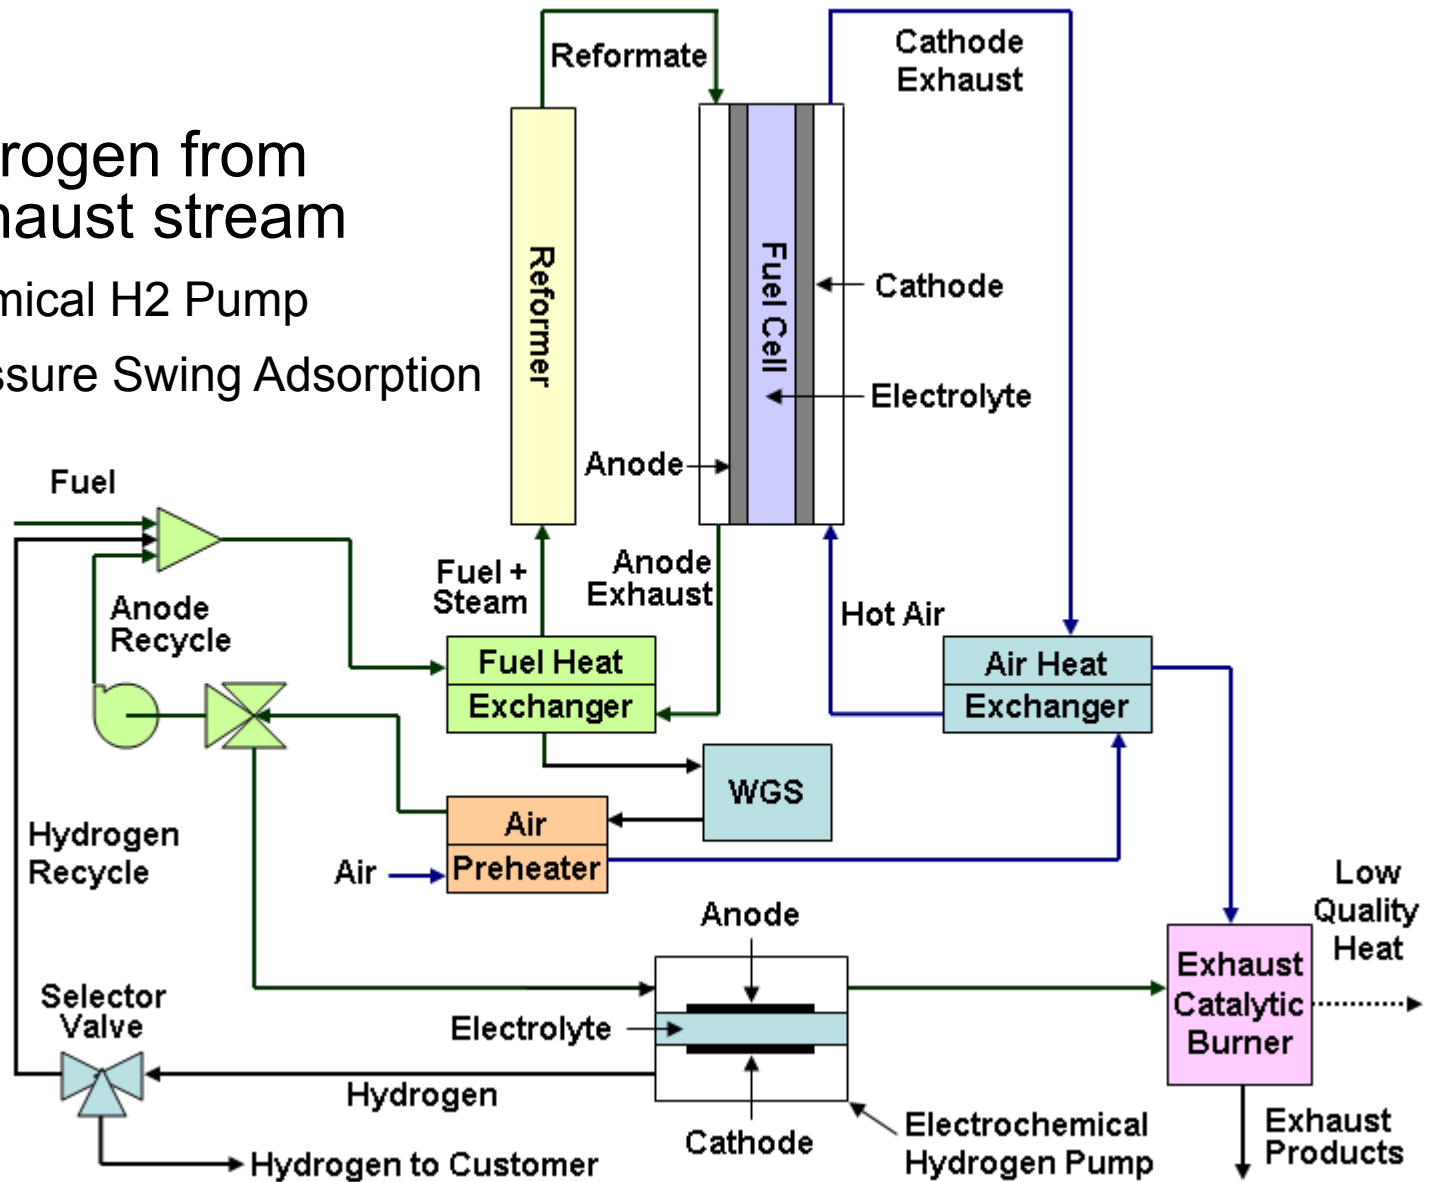 Reformate
Cathode
Exhaust
rogen from
haust stream
mical H2 Pump
ssure Swing Adsorption
Reformer
Fuel Cell
Cathode
Electrolyte
Anode
Fuel
Fuel +
Steam
Anode
Exhaust
Anode
Recycle
Hot Air
Fuel Heat
Exchanger
Air Heat
Exchanger
WGS
Air
Preheater
Air
Hydrogen
Recycle
Low
Quality
Heat
Anode
Exhaust
Catalytic
Burner
Selector
Valve
Electrolyte
Hydrogen
Cathode
Electrochemical
Hydrogen Pump
Exhaust
Products
Hydrogen to Customer